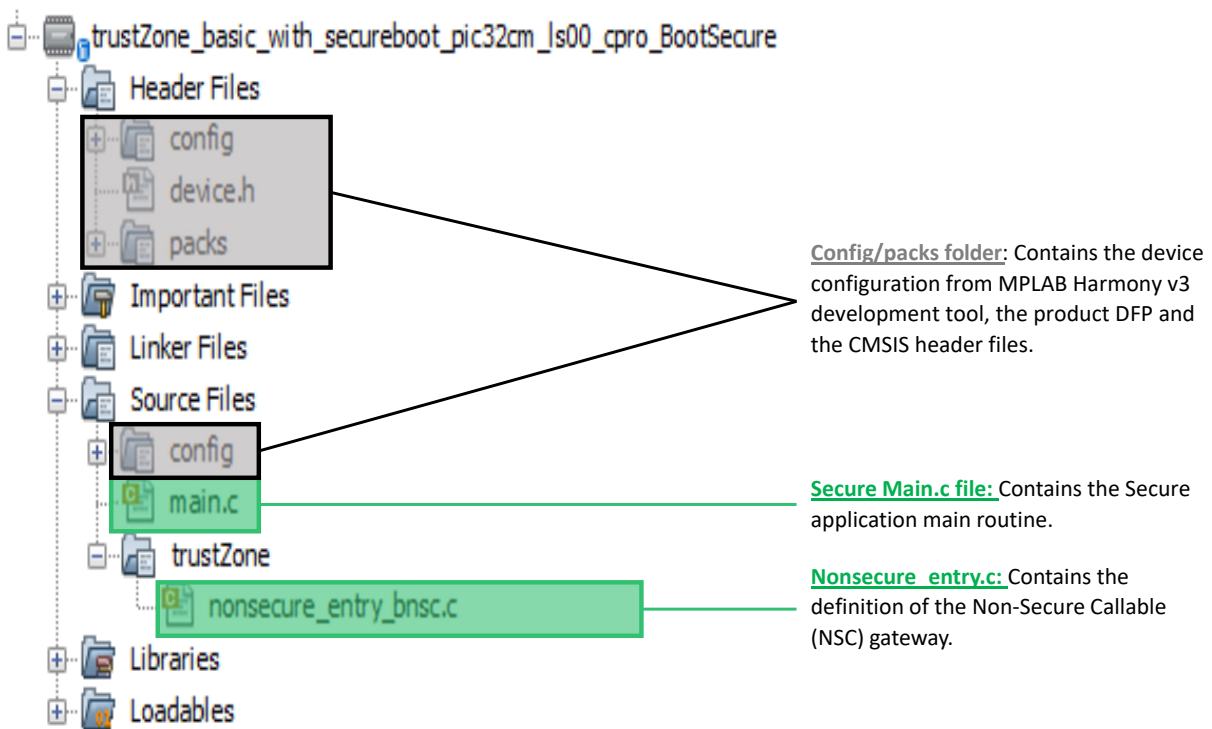 trustZone_basic_with_secureboot_pic32cm_ls00_cpro_BootSecure
Header Files
config
device.h
packs
Important Files
Linker Files
Source Files
config
main.c
trustZone
nonsecure_entry_bnsc.c
Libraries
Loadables
Config/packs folder: Contains the device
configuration from MPLAB Harmony v3
development tool, the product DFP and
the CMSIS header files.
Secure Main.c file: Contains the Secure
application main routine.
Nonsecure_entry.c: Contains the
definition of the Non-Secure Callable
(NSC) gateway.